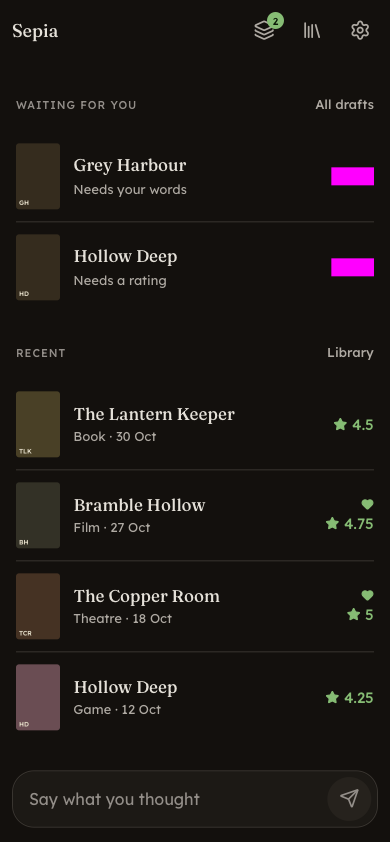 Sepia
2
WAITING FOR YOU
All drafts
GH
Grey Harbour
Needs your words
HD
Hollow Deep
Needs a rating
RECENT
Library
TLK
The Lantern Keeper
Book · 30 Oct
4.5
BH
Bramble Hollow
Film · 27 Oct
4.75
TCR
The Copper Room
Theatre · 18 Oct
5
HD
Hollow Deep
Game · 12 Oct
4.25
Say what you thought